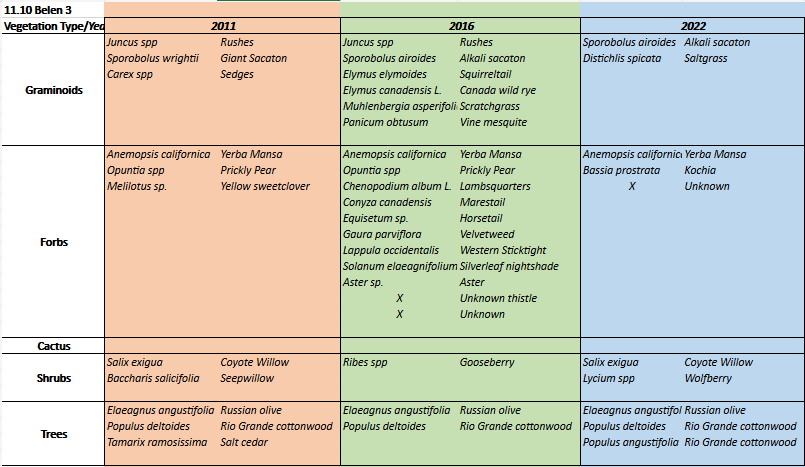 11.10 Belen 3
Vegetation Type/Yea 2011 2016 2022
Juncus spp Rushes Juncus spp Rushes Sporobolus airoides Alkali sacaton
Sporobolus wrightii Giant Sacaton Sporobolus airoides Alkali sacaton Distichlis spicata Saltgrass
Carex spp Sedges Elymus elymoides Squirreltail
Graminoids Elymus canadensis L. Canada wild rye
Muhlenbergia asperifoli Scratchgrass
Panicum obtusum Vine mesquite
Anemopsis californica Yerba Mansa Anemopsis californica Yerba Mansa Anemopsis californic Yerba Mansa
Opuntia spp Prickly Pear Opuntia spp Prickly Pear Bassia prostrata Kochia
Melilotus sp. Yellow sweetclover Chenopodium album L. Lambsquarters X Unknown
Conyza canadensis Marestail
Equisetum sp. Horsetail
Gaura parviflora Velvetweed
Forbs Lappula occidentalis Western Sticktight
Solanum elaeagnifolium Silverleaf nightshade
Aster sp. Aster
X Unknown thistle
X Unknown
Cactus
Salix exigua Coyote Willow Ribes spp Gooseberry Salix exigua Coyote Willow
Shrubs Baccharis salicifolia Seepwillow Lycium spp Wolfberry
Elaeagnus angustifolia Russian olive Elaeagnus angustifolia Russian olive Elaeagnus angustifol Russian olive
Trees Populus deltoides Rio Grande cottonwood Populus deltoides Rio Grande cottonwood Populus deltoides Rio Grande cottonwood
Tamarix ramosissima Salt cedar Populus angustifolia Rio Grande cottonwood